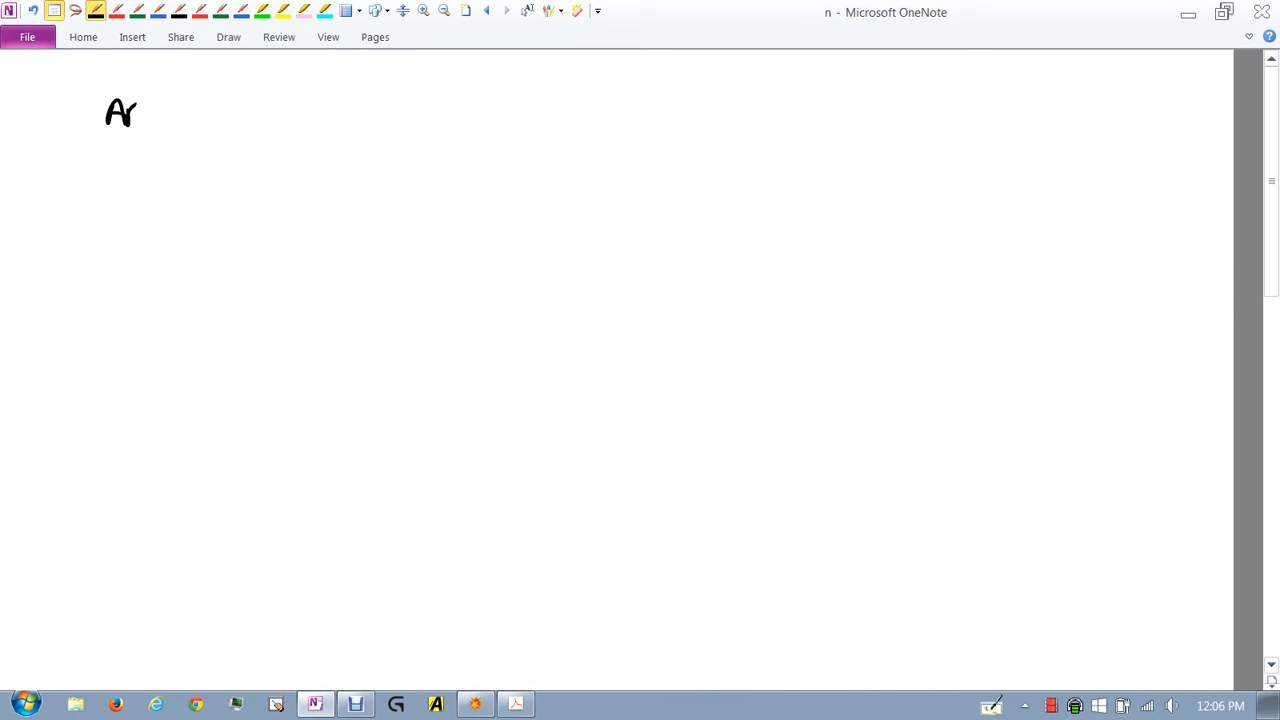 n - Microsoft OneNote
File Home Insert Share Draw Review View Pages
Ar
12:06 PM